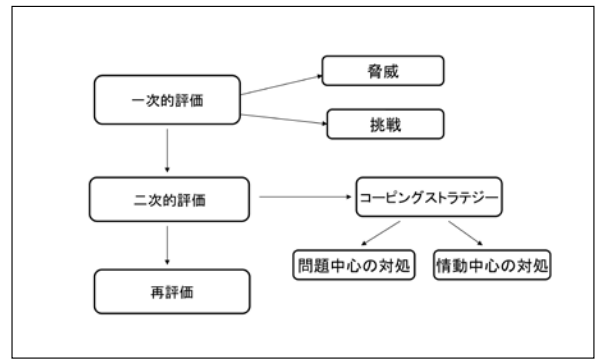 脅威
一次的評価
挑戦
二次的評価
コーピングストラテジー
問題中心の対処
情動中心の対処
再評価